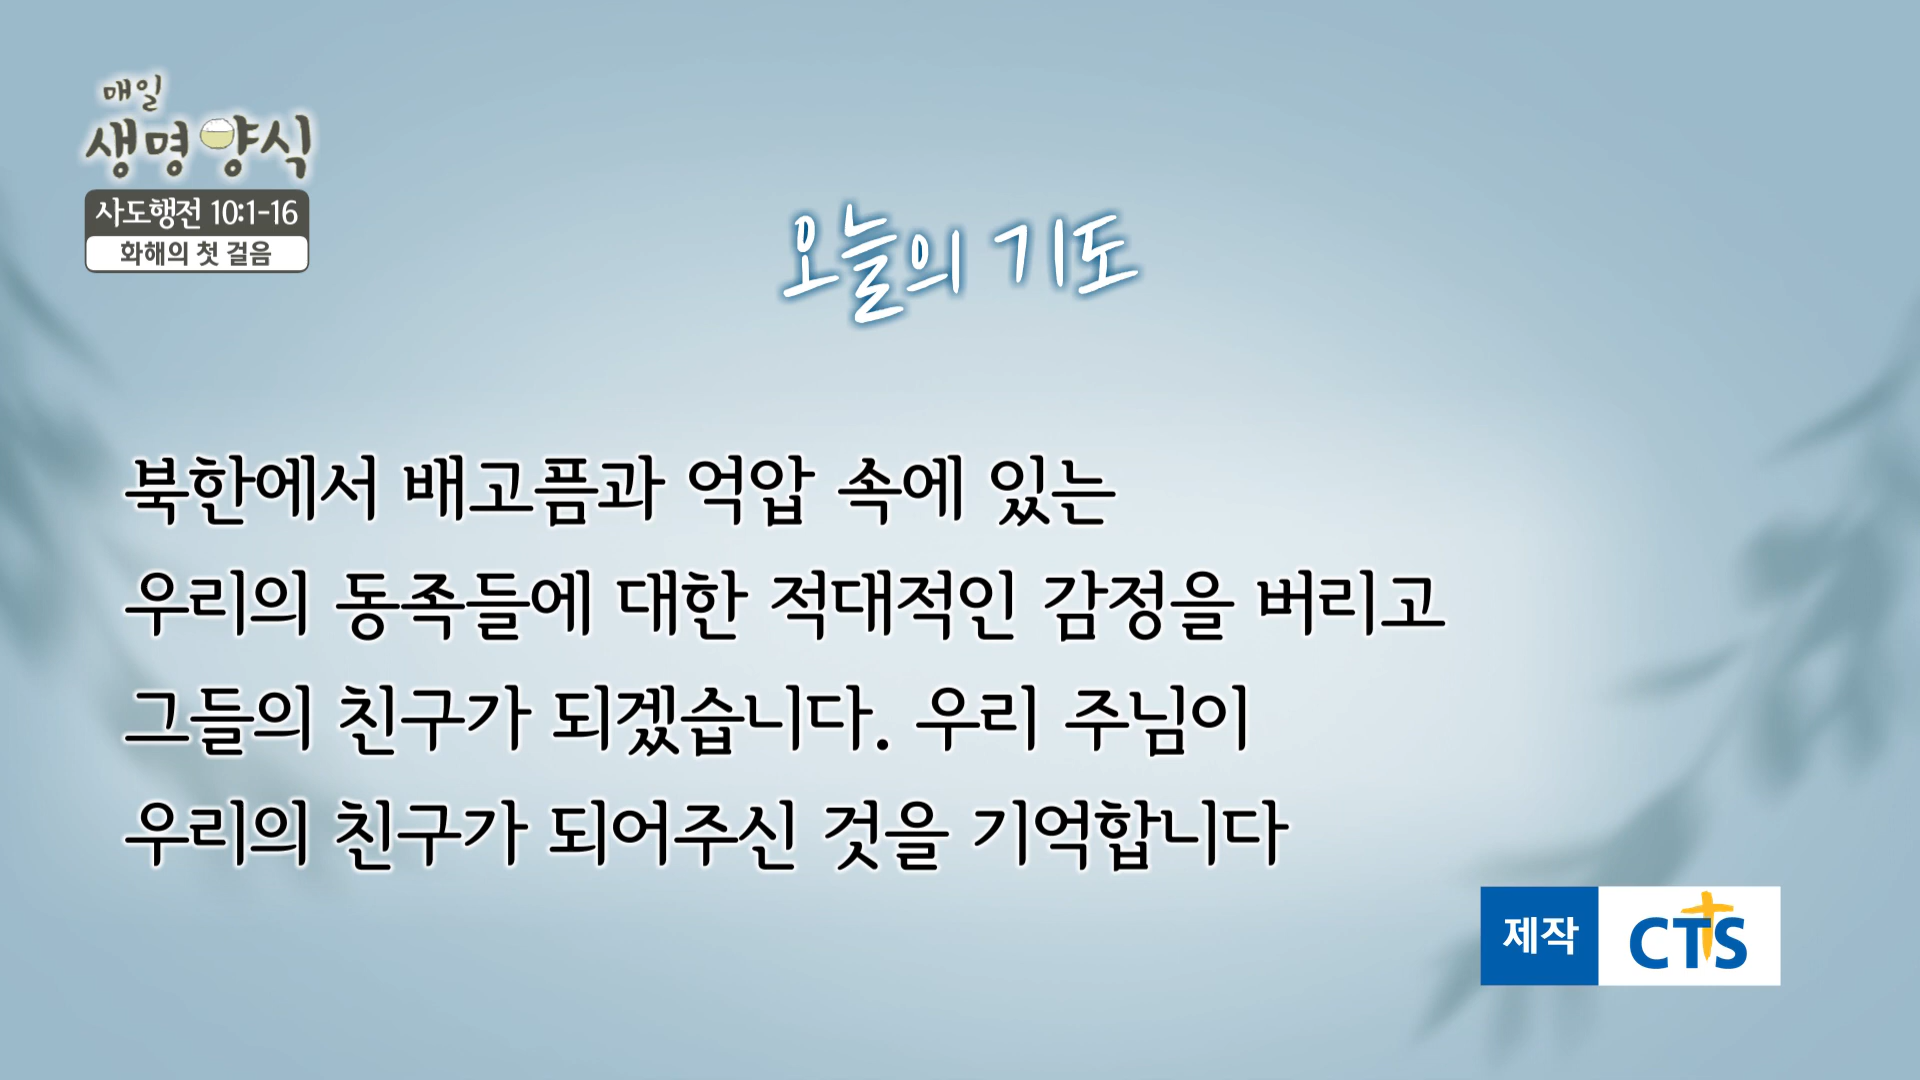 매일
생명양식
사도행전 10:1-16
화해의 첫 걸음
오늘의 기도
북한에서 배고픔과 억압 속에 있는
우리의 동족들에 대한 적대적인 감정을 버리고
그들의 친구가 되겠습니다. 우리 주님이
우리의 친구가 되어주신 것을 기억합니다
제작 CTS